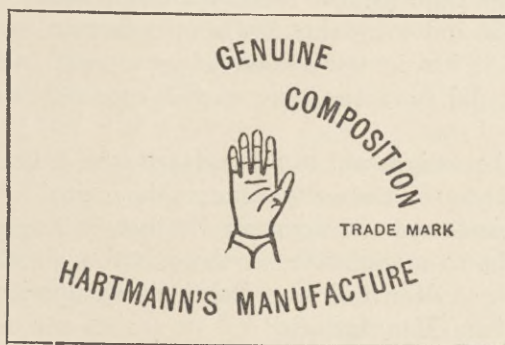 GENUINE
COMPOSITION
TRADE MARK
HARTMANN'S MANUFACTURE